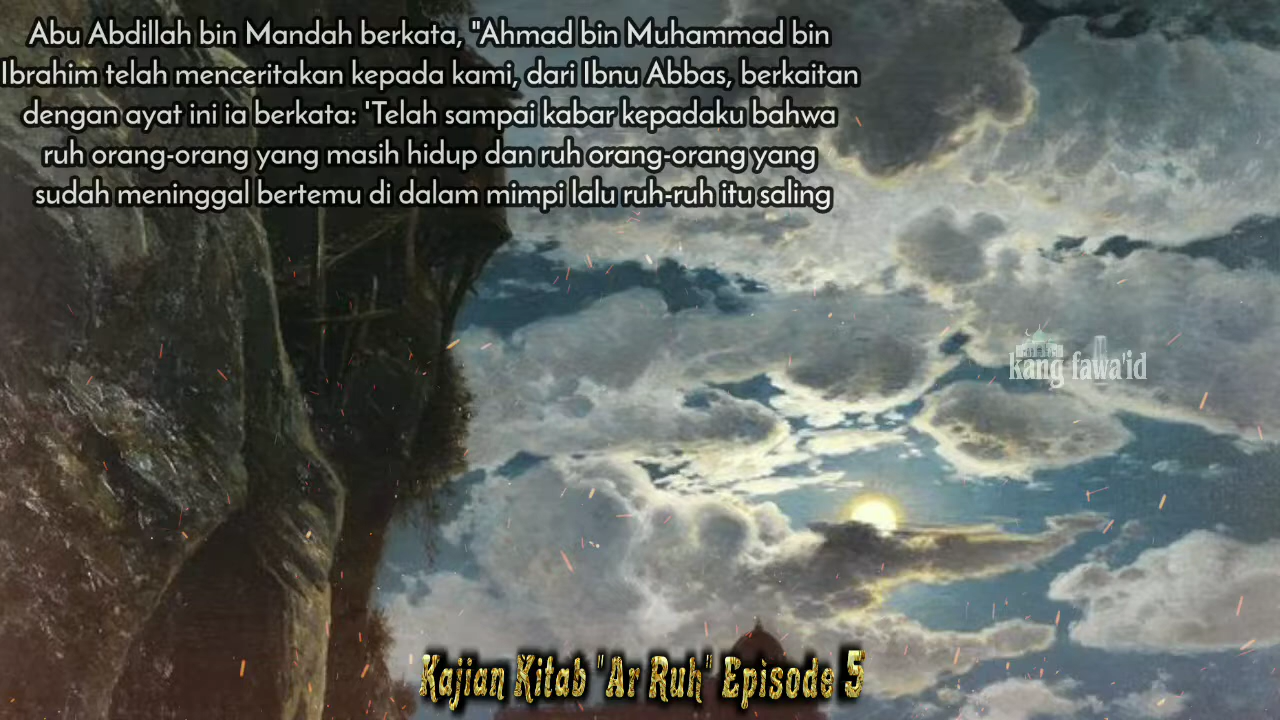 Abu Abdillah bin Mandah berkata, "Ahmad bin Muhammad bin
Ibrahim telah menceritakan kepada kami, dari Ibnu Abbas, berkaitan
dengan ayat ini ia berkata: 'Telah sampai kabar kepadaku bahwa
ruh orang-orang yang masih hidup dan ruh orang-orang yang
sudah meninggal bertemu di dalam mimpi lalu ruh-ruh itu saling
kang fawa'id
Kajian Kitab "Ar Ruh" Episode 5